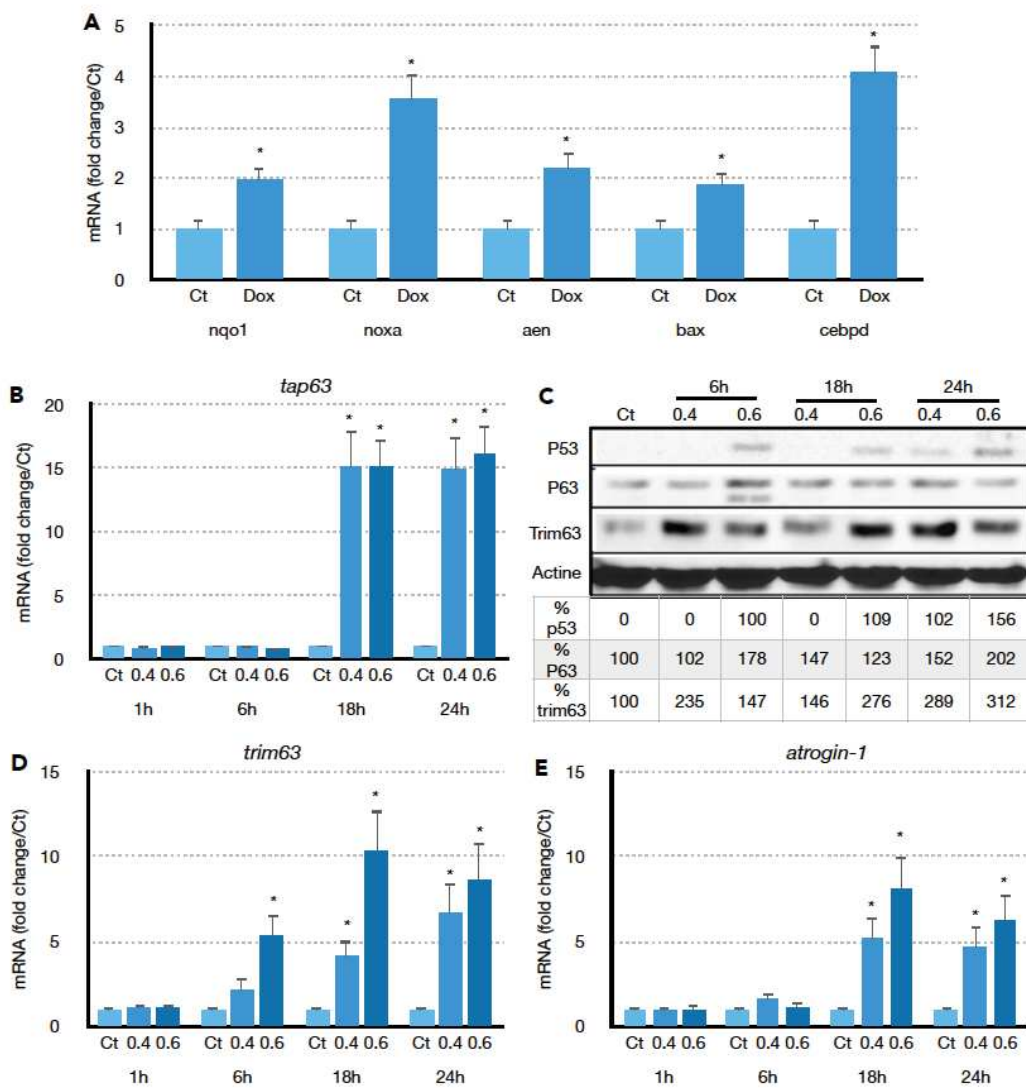 A
mRNA (fold change/Ct)
5
4
3
2
1
0
* * * * *
Ct Dox Ct Dox Ct Dox Ct Dox Ct Dox
nqo1 noxa aen bax cebpd
B
tap63
mRNA (fold change/Ct)
20
15
10
5
0
* * * *
Ct 0.4 0.6 Ct 0.4 0.6 Ct 0.4 0.6 Ct 0.4 0.6
1h 6h 18h 24h
C
6h 18h 24h
Ct 0.4 0.6 0.4 0.6 0.4 0.6
P53
P63
Trim63
Actine
% p53 0 0 100 0 109 102 156
% P63 100 102 178 147 123 152 202
% trim63 100 235 147 146 276 289 312
D
trim63
mRNA (fold change/Ct)
15
10
5
0
* * * * *
Ct 0.4 0.6 Ct 0.4 0.6 Ct 0.4 0.6 Ct 0.4 0.6
1h 6h 18h 24h
E
atrogin-1
mRNA (fold change/Ct)
15
10
5
0
* * * *
Ct 0.4 0.6 Ct 0.4 0.6 Ct 0.4 0.6 Ct 0.4 0.6
1h 6h 18h 24h